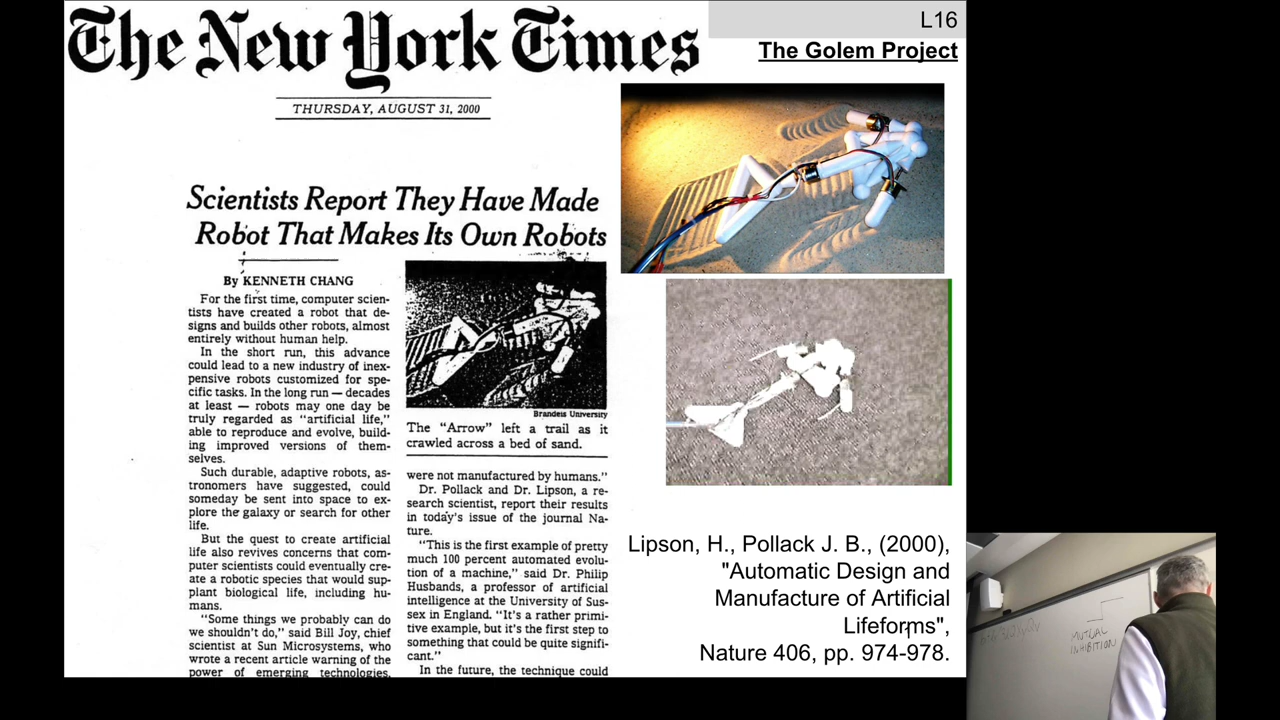 The New York Times
THURSDAY, AUGUST 31, 2000
Scientists Report They Have Made
Robot That Makes Its Own Robots
By KENNETH CHANG
For the first time, computer scien-
tists have created a robot that de-
signs and builds other robots, almost
entirely without human help.
In the short run, this advance
could lead to a new industry of inex-
pensive robots customized for spe-
cific tasks. In the long run — decades
at least — robots may one day be
truly regarded as “artificial life,”
able to reproduce and evolve, build-
ing improved versions of them-
selves.
Such durable, adaptive robots, as-
tronomers have suggested, could
someday be sent into space to ex-
plore the galaxy or search for other
life.
But the quest to create artificial
life also revives concerns that com-
puter scientists could eventually cre-
ate a robotic species that would sup-
plant biological life, including hu-
mans.
“Some things we probably can do
we shouldn't do,” said Bill Joy, chief
scientist at Sun Microsystems, who
wrote a recent article warning of the
power of emerging technologies.
Brandeis University
The “Arrow” left a trail as it
crawled across a bed of sand.
were not manufactured by humans.”
Dr. Pollack and Dr. Lipson, a re-
search scientist, report their results
in today's issue of the journal Na-
ture.
“This is the first example of pretty
much 100 percent automated evolu-
tion of a machine,” said Dr. Philip
Husbands, a professor of artificial
intelligence at the University of Sus-
sex in England. “It's a rather primi-
tive example, but it's the first step to
something that could be quite signifi-
cant.”
In the future, the technique could
L16
The Golem Project
Lipson, H., Pollack J. B., (2000),
"Automatic Design and
Manufacture of Artificial
Lifeforms",
Nature 406, pp. 974-978.
MUTUAL
INHIBITION